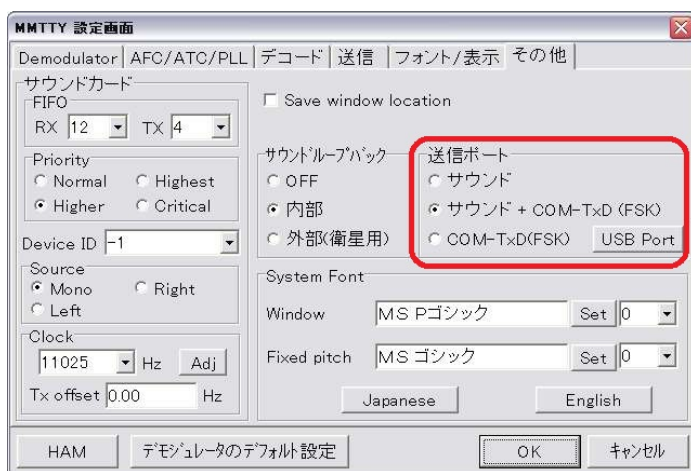 MMTTY 設定画面
Demodulator AFC/ATC/PLL デコード 送信 フォント/表示 その他
サウンドカード
FIFO
RX 12 TX 4
Priority
Normal Highest
Higher Critical
Device ID -1
Source
Mono Right
Left
Clock
11025 Hz Adj
Tx offset 0.00 Hz
Save window location
サウンドループバック
OFF
内部
外部(衛星用)
送信ポート
サウンド
サウンド + COM-TxD (FSK)
COM-TxD(FSK) USB Port
System Font
Window MS Pゴシック Set 0
Fixed pitch MS ゴシック Set 0
Japanese English
HAM デモジュレータのデフォルト設定 OK キャンセル